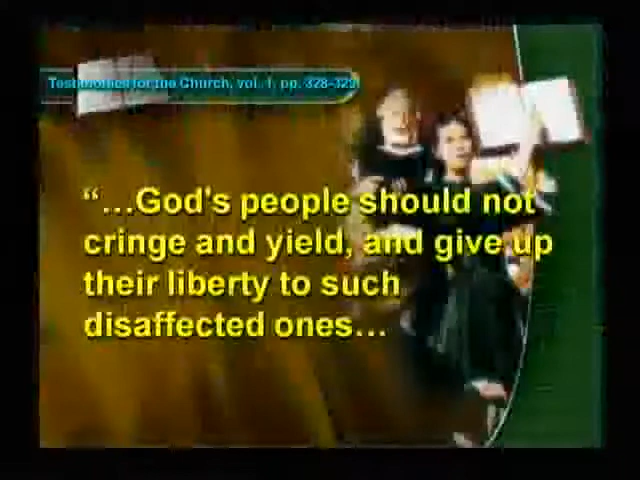 Testimonies for the Church, vol. 1, pp. 328-329
“...God's people should not
cringe and yield, and give up
their liberty to such
disaffected ones...